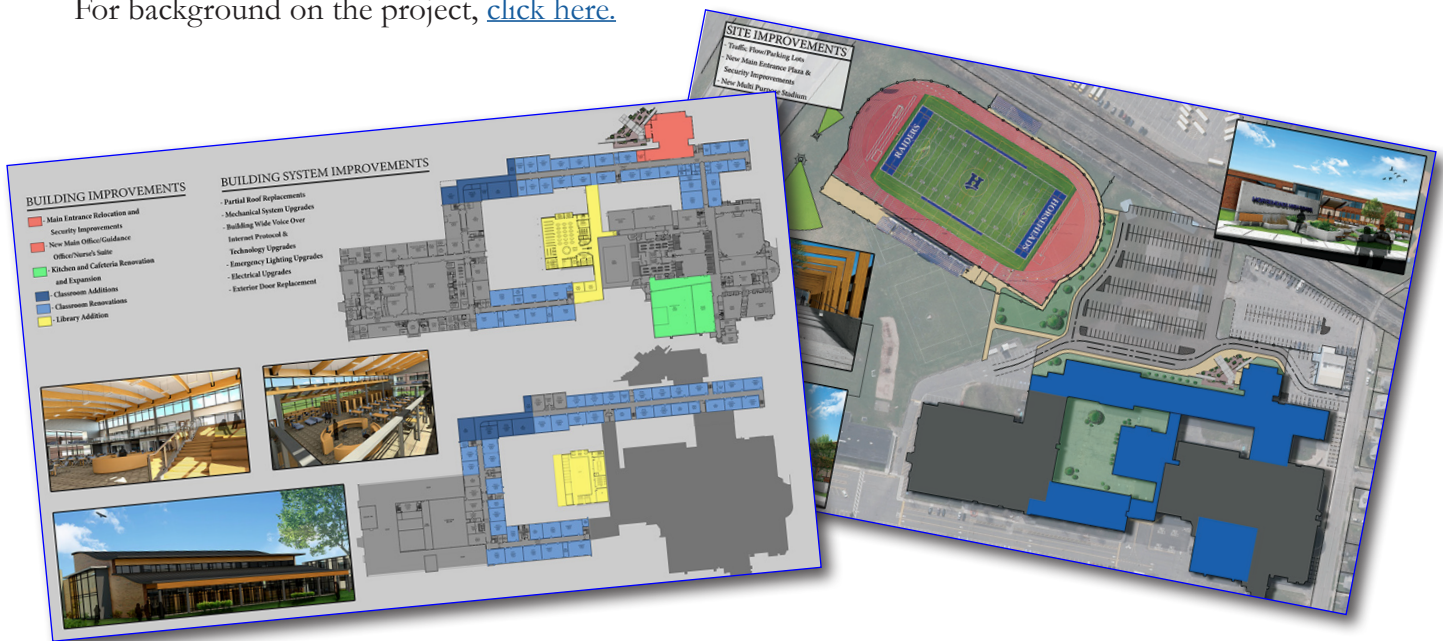 For background on the project, click here.
SITE IMPROVEMENTS
- Traffic Flow/Parking Lots
- New Main Entrance Plaza &
Security Improvements
- New Multi Purpose Stadium
RAIDERS
H
HORSEHEADS
BUILDING IMPROVEMENTS
- Main Entrance Relocation and
Security Improvements
- New Main Office/Guidance
Office/Nurse's Suite
- Kitchen and Cafeteria Renovation
and Expansion
- Classroom Additions
- Classroom Renovations
- Library Addition
BUILDING SYSTEM IMPROVEMENTS
- Partial Roof Replacements
- Mechanical System Upgrades
- Building Wide Voice Over
Internet Protocol &
Technology Upgrades
- Emergency Lighting Upgrades
- Electrical Upgrades
- Exterior Door Replacement